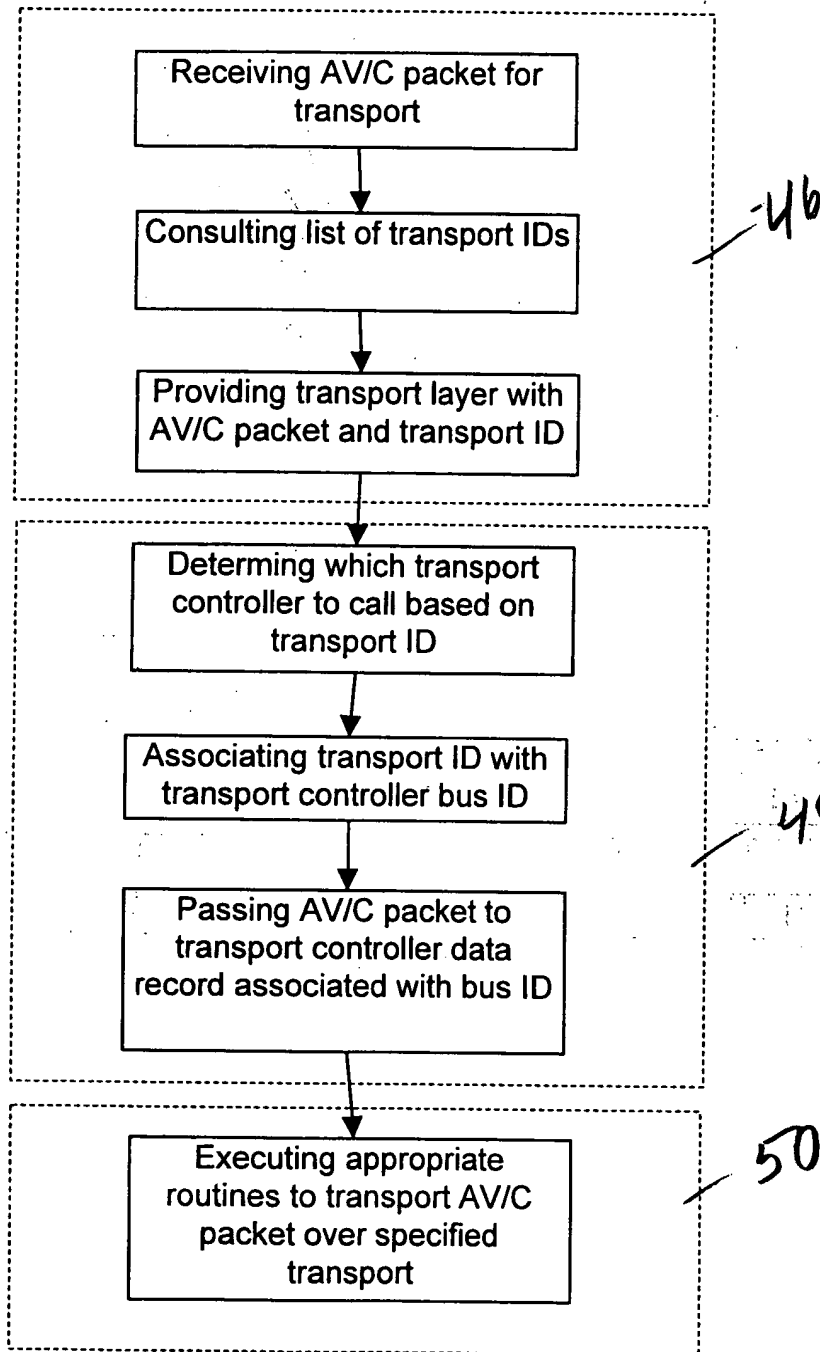 Receiving AV/C packet for
transport
46
Consulting list of transport IDs
Providing transport layer with
AV/C packet and transport ID
Determing which transport
controller to call based on
transport ID
Associating transport ID with
transport controller bus ID
Passing AV/C packet to
transport controller data
record associated with bus ID
50
Executing appropriate
routines to transport AV/C
packet over specified
transport